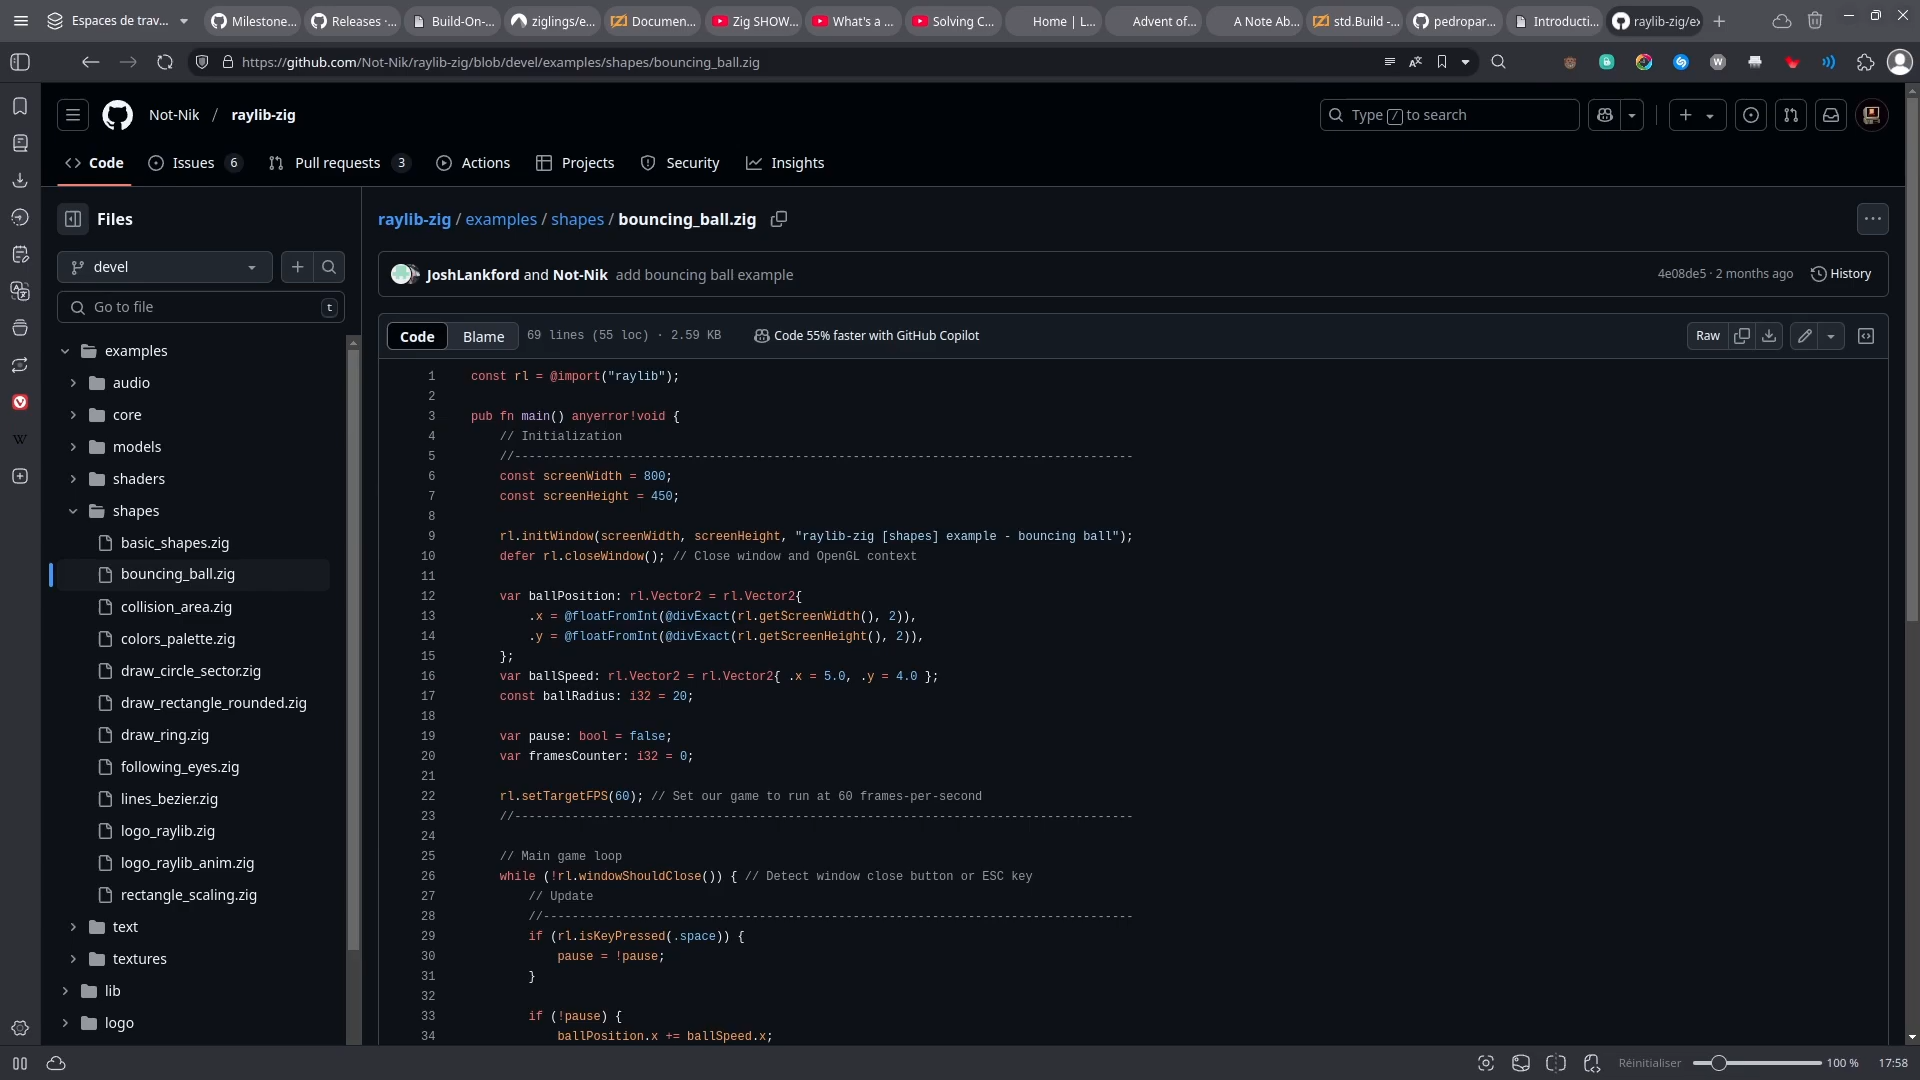 Espaces de trav...
Milestone...
Releases ·...
Build-On-...
ziglings/e...
Documen...
Zig SHOW...
What's a ...
Solving C...
Home | L...
Advent of...
A Note Ab...
std.Build -...
pedropar...
Introducti...
raylib-zig/ex
https://github.com/Not-Nik/raylib-zig/blob/devel/examples/shapes/bouncing_ball.zig
Not-Nik / raylib-zig
Type / to search
Code
Issues 6
Pull requests 3
Actions
Projects
Security
Insights
Files
devel
Go to file
t
examples
audio
core
models
shaders
shapes
basic_shapes.zig
bouncing_ball.zig
collision_area.zig
colors_palette.zig
draw_circle_sector.zig
draw_rectangle_rounded.zig
draw_ring.zig
following_eyes.zig
lines_bezier.zig
logo_raylib.zig
logo_raylib_anim.zig
rectangle_scaling.zig
text
textures
lib
logo
raylib-zig / examples / shapes / bouncing_ball.zig
JoshLankford and Not-Nik add bouncing ball example
4e08de5 · 2 months ago
History
Code
Blame
69 lines (55 loc) · 2.59 KB
Code 55% faster with GitHub Copilot
Raw
1 const rl = @import("raylib");
2
3 pub fn main() anyerror!void {
4 // Initialization
5 //--------------------------------------------------------------------------------------
6 const screenWidth = 800;
7 const screenHeight = 450;
8
9 rl.initWindow(screenWidth, screenHeight, "raylib-zig [shapes] example - bouncing ball");
10 defer rl.closeWindow(); // Close window and OpenGL context
11
12 var ballPosition: rl.Vector2 = rl.Vector2{
13 .x = @floatFromInt(@divExact(rl.getScreenWidth(), 2)),
14 .y = @floatFromInt(@divExact(rl.getScreenHeight(), 2)),
15 };
16 var ballSpeed: rl.Vector2 = rl.Vector2{ .x = 5.0, .y = 4.0 };
17 const ballRadius: i32 = 20;
18
19 var pause: bool = false;
20 var framesCounter: i32 = 0;
21
22 rl.setTargetFPS(60); // Set our game to run at 60 frames-per-second
23 //--------------------------------------------------------------------------------------
24
25 // Main game loop
26 while (!rl.windowShouldClose()) { // Detect window close button or ESC key
27 // Update
28 //----------------------------------------------------------------------------------
29 if (rl.isKeyPressed(.space)) {
30 pause = !pause;
31 }
32
33 if (!pause) {
34 ballPosition.x += ballSpeed.x;
Réinitialiser
100 %
17:58